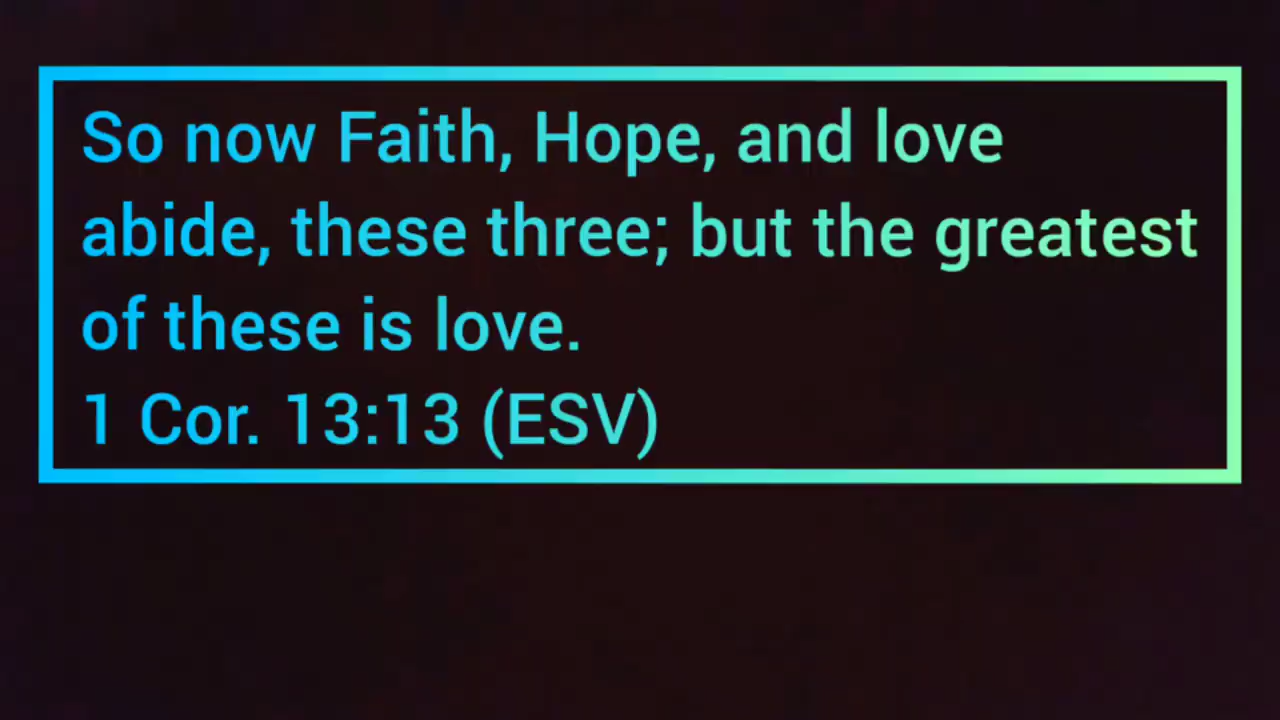 So now Faith, Hope, and love
abide, these three; but the greatest
of these is love.
1 Cor. 13:13 (ESV)